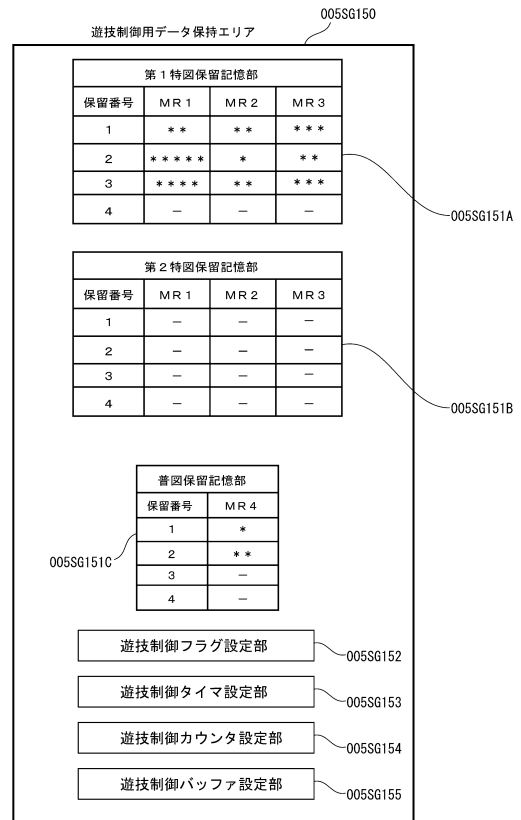 005SG150
遊技制御用データ保持エリア
第１特図保留記憶部
保留番号 ＭＲ１ ＭＲ２ ＭＲ３
1 ** ** ***
2 ***** * **
3 **** ** ***
4 － － －
005SG151A
第２特図保留記憶部
保留番号 ＭＲ１ ＭＲ２ ＭＲ３
1 － － －
2 － － －
3 － － －
4 － － －
005SG151B
普図保留記憶部
保留番号 ＭＲ４
1 *
2 **
3 －
4 －
005SG151C
遊技制御フラグ設定部 005SG152
遊技制御タイマ設定部 005SG153
遊技制御カウンタ設定部 005SG154
遊技制御バッファ設定部 005SG155